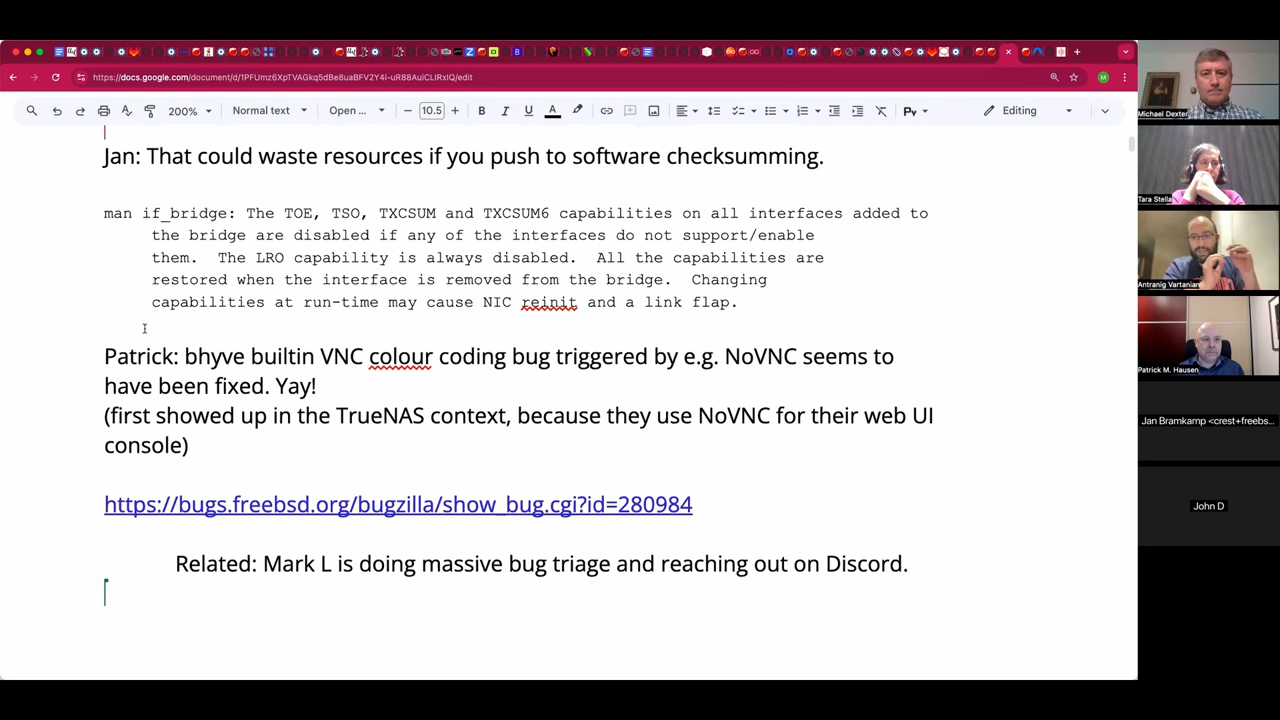 https://docs.google.com/document/d/1PFUmz6XpTVAGkq5dBe8uaBFV2Y4i-uR88AuiCLIRxIQ/edit
200% Normal text Open ... 10.5 Editing
Jan: That could waste resources if you push to software checksumming.
man if_bridge: The TOE, TSO, TXCSUM and TXCSUM6 capabilities on all interfaces added to
the bridge are disabled if any of the interfaces do not support/enable
them. The LRO capability is always disabled. All the capabilities are
restored when the interface is removed from the bridge. Changing
capabilities at run-time may cause NIC reinit and a link flap.
Patrick: bhyve builtin VNC colour coding bug triggered by e.g. NoVNC seems to
have been fixed. Yay!
(first showed up in the TrueNAS context, because they use NoVNC for their web UI
console)
https://bugs.freebsd.org/bugzilla/show_bug.cgi?id=280984
Related: Mark L is doing massive bug triage and reaching out on Discord.
Michael Dexter
Tara Stella
Antranig Vartanian
Patrick M. Hausen
Jan Bramkamp <crest+freebs...
John D